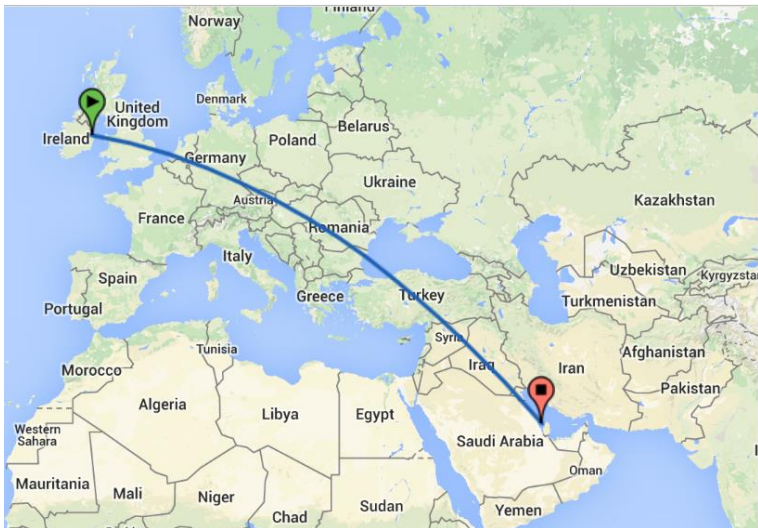 Norway
Finland
United
Kingdom
Denmark
Ireland
Belarus
Poland
Germany
Ukraine
Kazakhstan
Austria
France
Romania
Italy
Uzbekistan
Kyrgyzstan
Spain
Turkey
Greece
Turkmenistan
Portugal
Syria
Tunisia
Afghanistan
Morocco
Iraq
Iran
Pakistan
Algeria
Libya
Egypt
Western
Sahara
Saudi Arabia
Oman
Mauritania
Mali
Niger
Sudan
Chad
Yemen